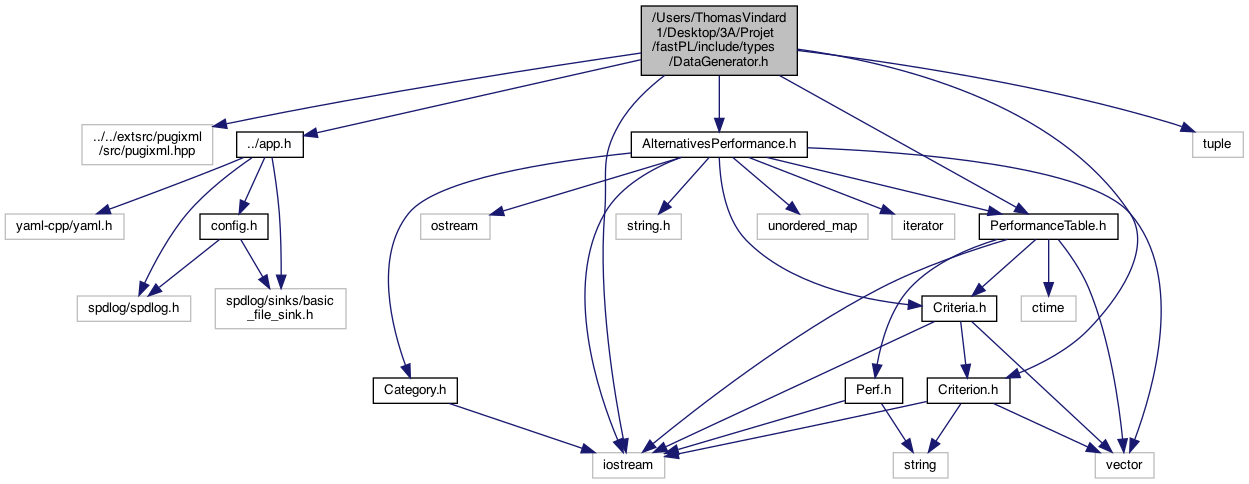 /Users/ThomasVindard
1/Desktop/3A/Projet
/fastPL/include/types
/DataGenerator.h
../../extsrc/pugixml
/src/pugixml.hpp
../app.h
AlternativesPerformance.h
tuple
yaml-cpp/yaml.h
config.h
ostream
string.h
unordered_map
iterator
PerformanceTable.h
spdlog/spdlog.h
spdlog/sinks/basic
_file_sink.h
Criteria.h
ctime
Category.h
Perf.h
Criterion.h
iostream
string
vector